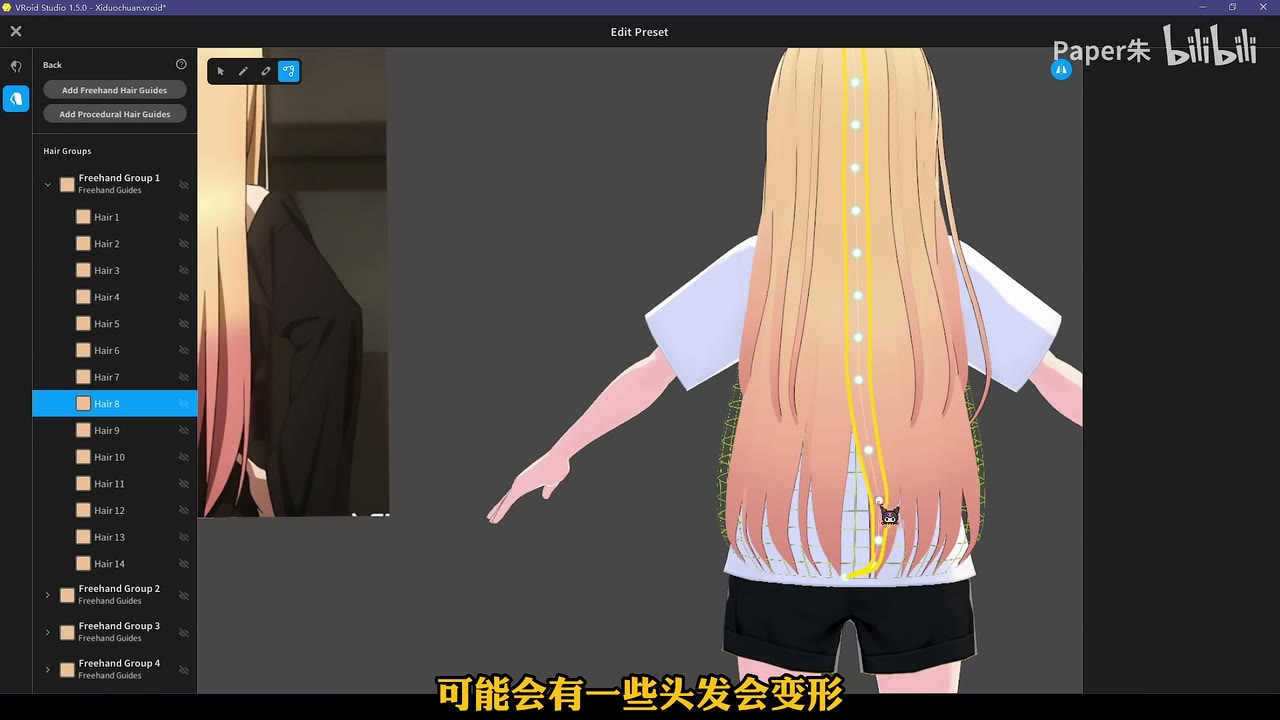 VRoid Studio 1.5.0 - Xiduochuan.vroid*
Edit Preset
Paper朱 bilibili
Back
Add Freehand Hair Guides
Add Procedural Hair Guides
Hair Groups
Freehand Group 1
Freehand Guides
Hair 1
Hair 2
Hair 3
Hair 4
Hair 5
Hair 6
Hair 7
Hair 8
Hair 9
Hair 10
Hair 11
Hair 12
Hair 13
Hair 14
Freehand Group 2
Freehand Guides
Freehand Group 3
Freehand Guides
Freehand Group 4
Freehand Guides
可能会有一些头发会变形